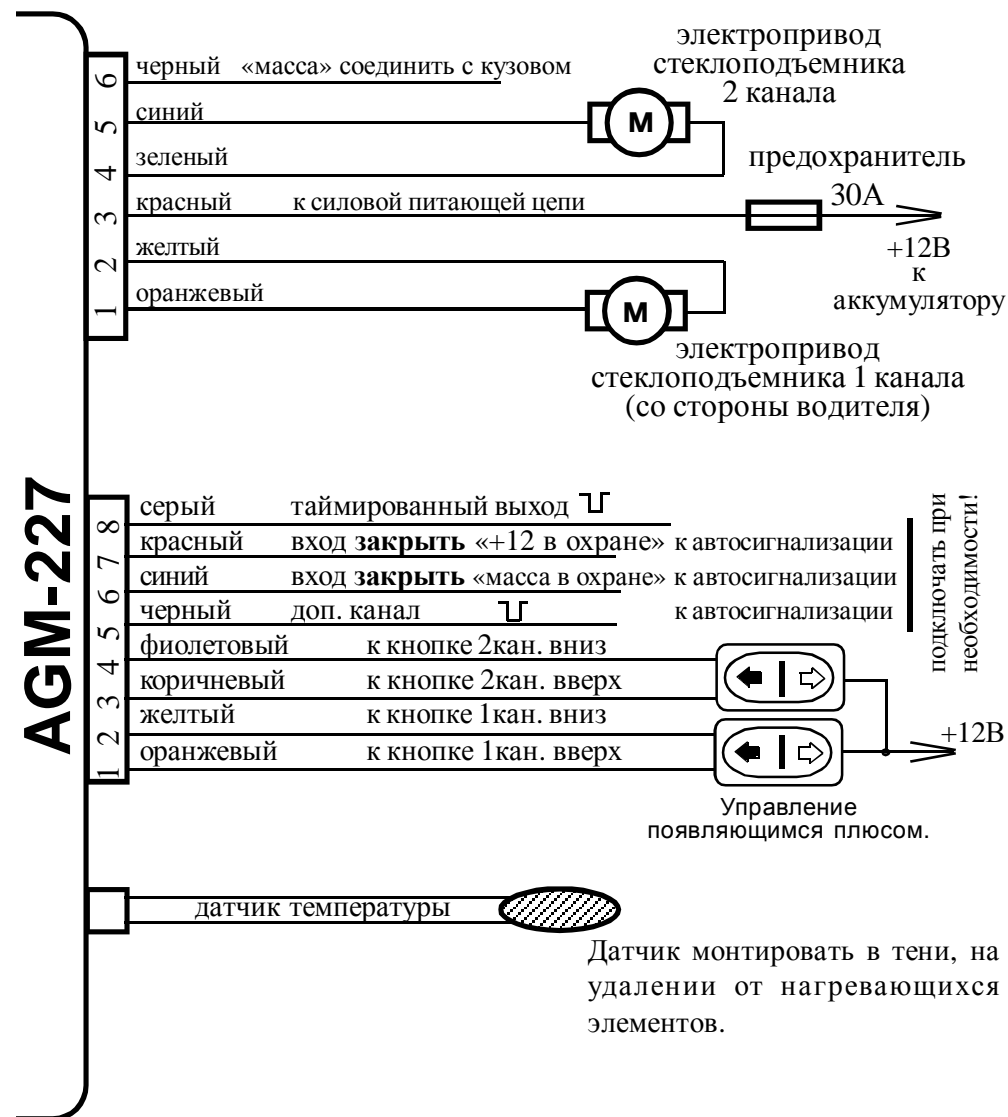 электропривод
стеклоподъемника
2 канала
6 черный «масса» соединить с кузовом
5 синий
М
4 зеленый
предохранитель
3 красный к силовой питающей цепи 30А
+12В
к
аккумулятору
2 желтый
1 оранжевый
М
электропривод
стеклоподъемника 1 канала
(со стороны водителя)
AGM-227
8 серый таймированный выход
7 красный вход закрыть «+12 в охране» к автосигнализации
6 синий вход закрыть «масса в охране» к автосигнализации
5 черный доп. канал к автосигнализации
подключать при
необходимости!
4 фиолетовый к кнопке 2кан. вниз
3 коричневый к кнопке 2кан. вверх
2 желтый к кнопке 1кан. вниз
1 оранжевый к кнопке 1кан. вверх
+12В
Управление
появляющимся плюсом.
датчик температуры
Датчик монтировать в тени, на
удалении от нагревающихся
элементов.